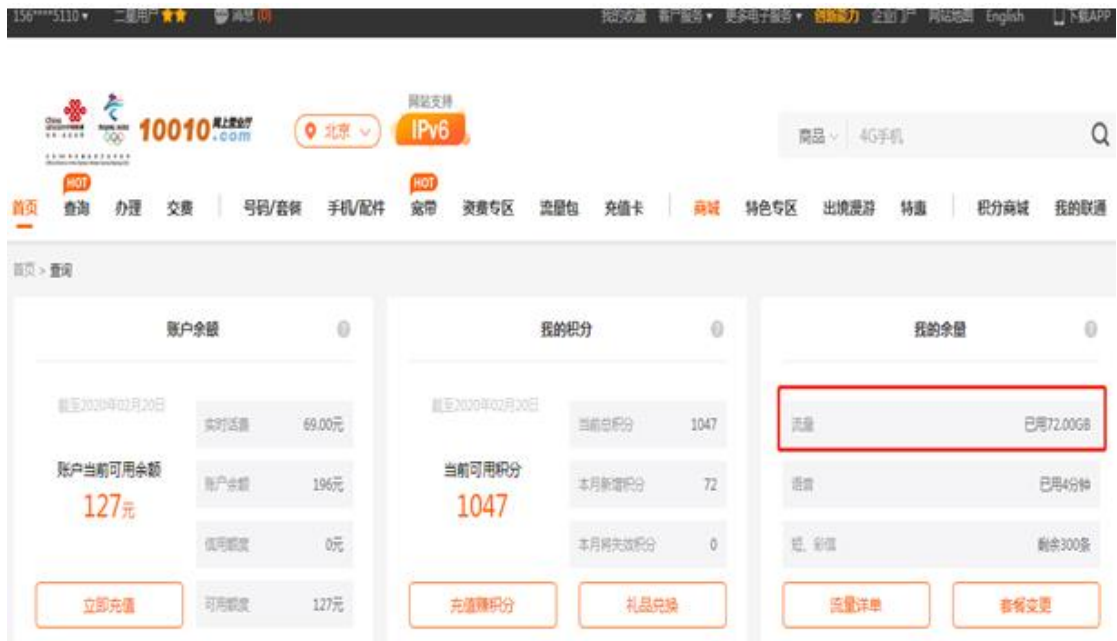 156****5110 二星用户 消息 (0) 我的收藏 客户服务 更多电子服务 创新能力 企业门户 网站地图 English 下载APP
网站支持
10010.com 网上营业厅 北京 IPv6 商品 4G手机
HOT HOT
首页 查询 办理 交费 号码/套餐 手机/配件 宽带 资费专区 流量包 充值卡 商城 特色专区 出境漫游 特惠 积分商城 我的联通
首页 > 查询
账户余额 我的积分 我的余量
截至2020年02月20日 截至2020年02月20日
实时话费 69.00元 当前总积分 1047 流量 已用72.00GB
账户当前可用余额 当前可用积分
127元 账户余额 196元 1047 本月新增积分 72 语音 已用4分钟
信用额度 0元 本月将失效积分 0 短、彩信 剩余300条
立即充值 可用额度 127元 充值赚积分 礼品兑换 流量详单 套餐变更